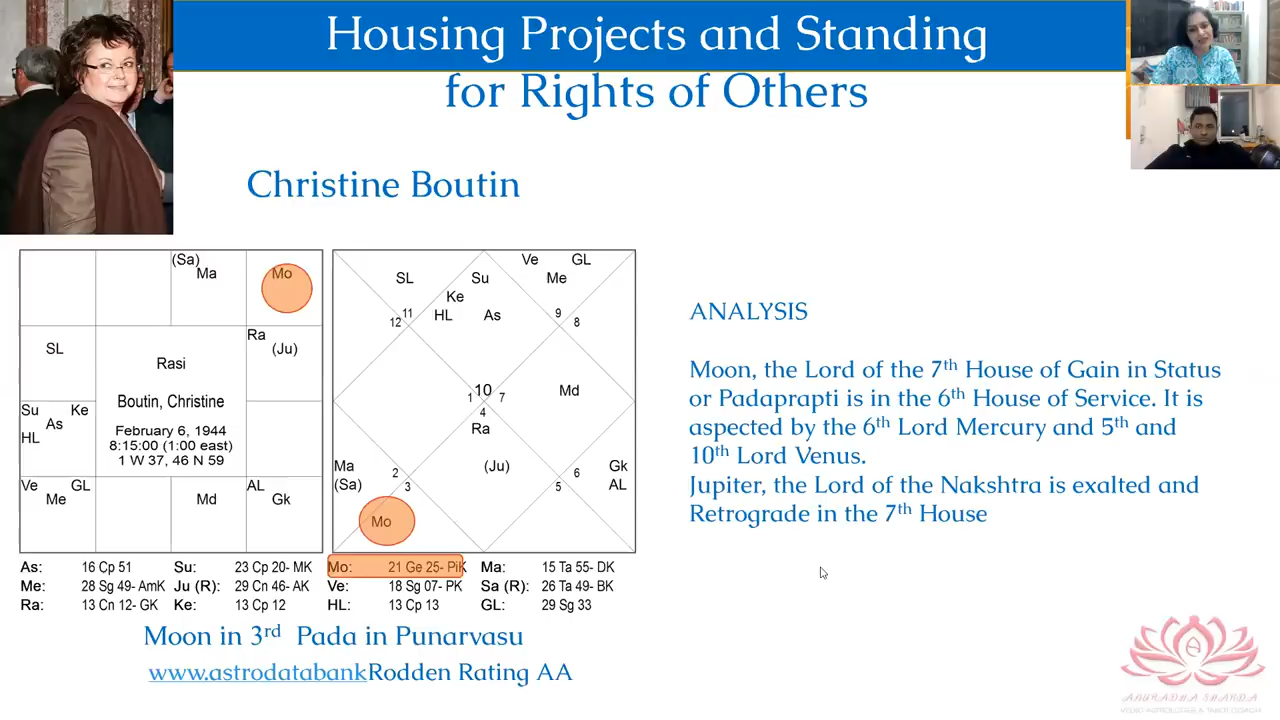 Housing Projects and Standing
for Rights of Others
Christine Boutin
(Sa) Ma Mo
SL
Rasi
Ra (Ju)
Boutin, Christine
February 6, 1944
8:15:00 (1:00 east)
1 W 37, 46 N 59
Su Ke
As
HL
Ve GL
Me
Md
AL
Gk
SL Su Ve GL
Me
Ke
HL As
11 12 9 8
10
1 7
4
Md
Ra
Ma
(Sa)
2 3
(Ju)
6 5
Gk
AL
Mo
As: 16 Cp 51 Su: 23 Cp 20- MK Mo: 21 Ge 25- PiK Ma: 15 Ta 55- DK
Me: 28 Sg 49- AmK Ju (R): 29 Cn 46- AK Ve: 18 Sg 07- PK Sa (R): 26 Ta 49- BK
Ra: 13 Cn 12- GK Ke: 13 Cp 12 HL: 13 Cp 13 GL: 29 Sg 33
Moon in 3rd Pada in Punarvasu
www.astrodatabankRodden Rating AA
ANALYSIS
Moon, the Lord of the 7th House of Gain in Status
or Padaprapti is in the 6th House of Service. It is
aspected by the 6th Lord Mercury and 5th and
10th Lord Venus.
Jupiter, the Lord of the Nakshtra is exalted and
Retrograde in the 7th House
ANURADHA SHARDA